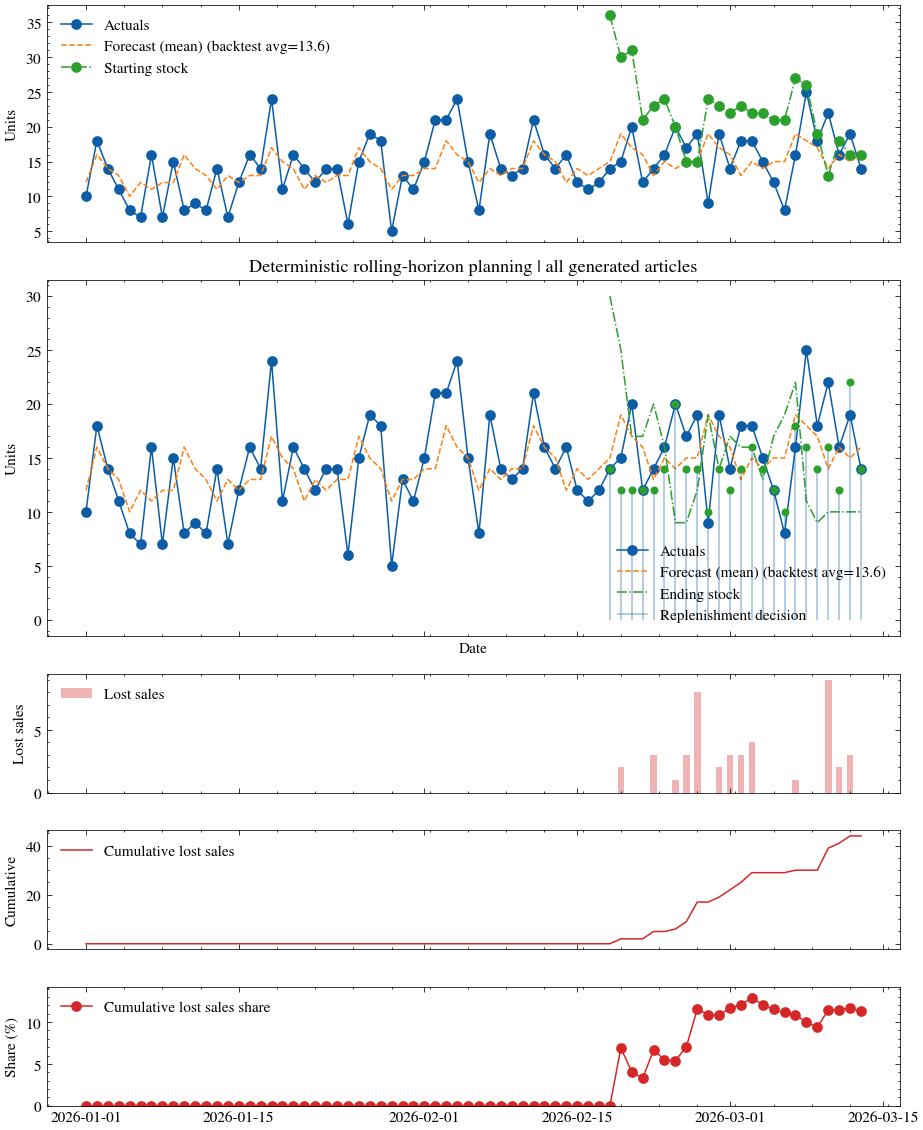 35
30
25
20
15
10
5
Units
Actuals
Forecast (mean) (backtest avg=13.6)
Starting stock
Deterministic rolling-horizon planning | all generated articles
30
25
20
15
10
5
0
Units
Actuals
Forecast (mean) (backtest avg=13.6)
Ending stock
Replenishment decision
Date
5
0
Lost sales
Lost sales
40
20
0
Cumulative
Cumulative lost sales
10
5
0
Share (%)
Cumulative lost sales share
2026-01-01 2026-01-15 2026-02-01 2026-02-15 2026-03-01 2026-03-15